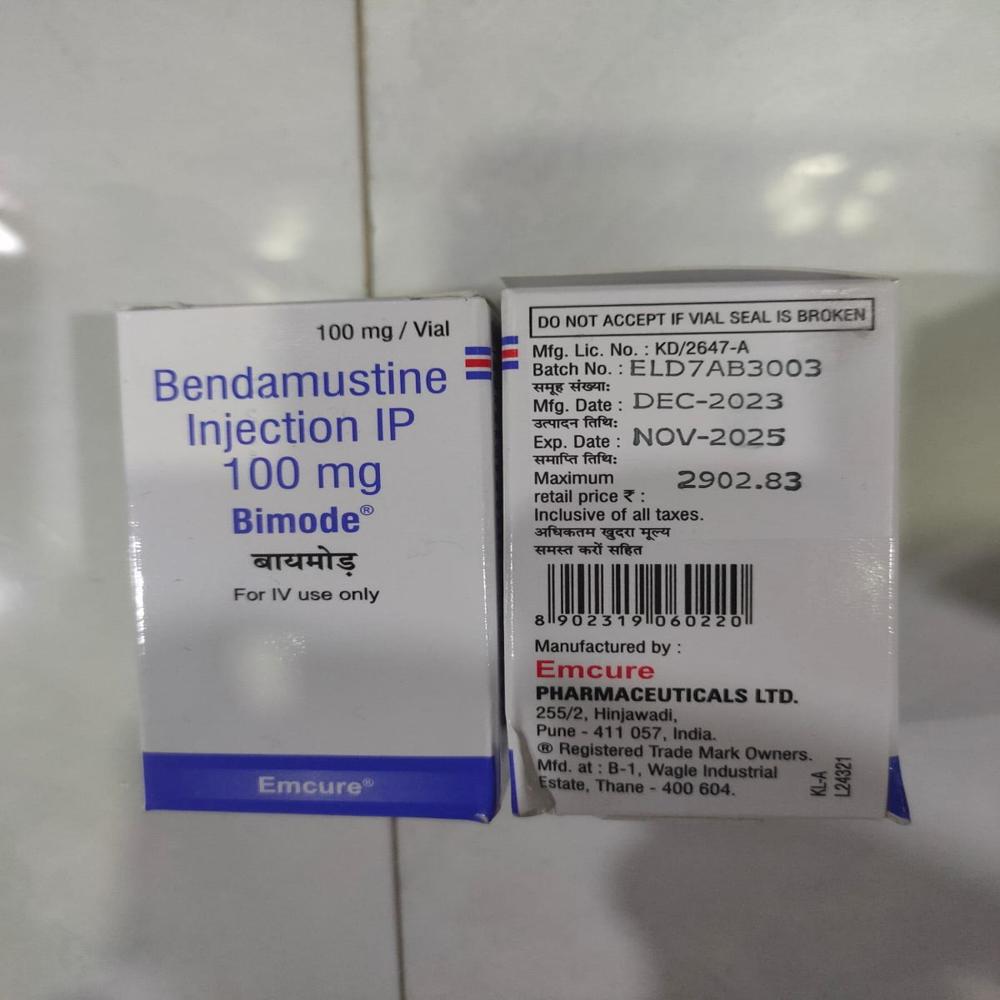 100 mg / Vial
Bendamustine
Injection IP
100 mg
Bimode®
बायमोड़
For IV use only
Emcure®
DO NOT ACCEPT IF VIAL SEAL IS BROKEN
Mfg. Lic. No. : KD/2647-A
Batch No. : ELD7AB3003
समूह संख्या:
Mfg. Date : DEC-2023
उत्पादन तिथि:
Exp. Date : NOV-2025
समाप्ति तिथि:
Maximum
retail price ₹ : 2902.83
Inclusive of all taxes.
अधिकतम खुदरा मूल्य
समस्त करों सहित
8 902319 060220
Manufactured by :
Emcure
PHARMACEUTICALS LTD.
255/2, Hinjawadi,
Pune - 411 057, India.
® Registered Trade Mark Owners.
Mfd. at : B-1, Wagle Industrial
Estate, Thane - 400 604.
KL-A
L24321